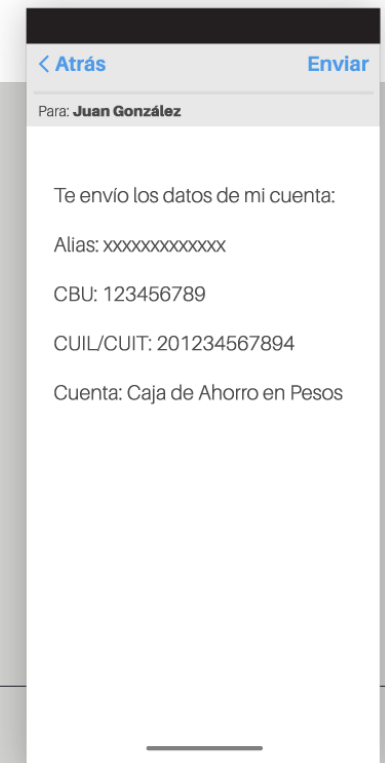 Atrás
Enviar
Para: Juan González
Te envío los datos de mi cuenta:
Alias: xxxxxxxxxxxxx
CBU: 123456789
CUIL/CUIT: 201234567894
Cuenta: Caja de Ahorro en Pesos